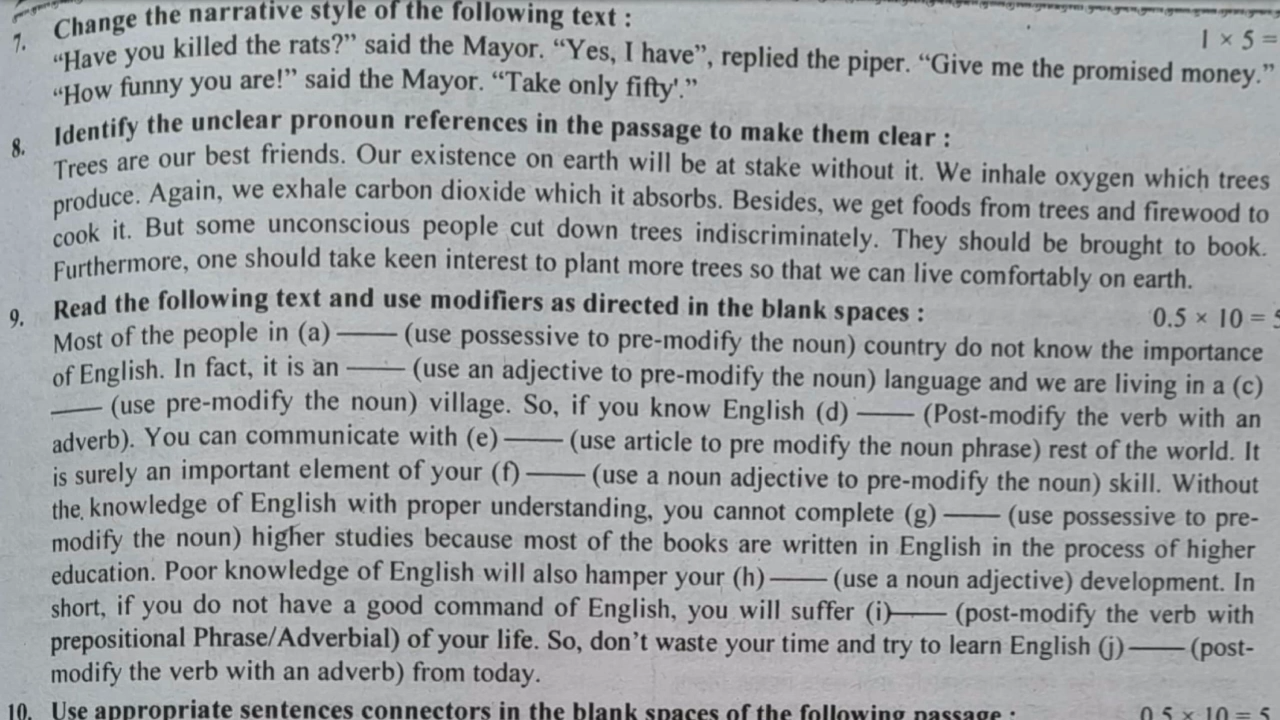 7. Change the narrative style of the following text :
1 × 5 =
“Have you killed the rats?” said the Mayor. “Yes, I have”, replied the piper. “Give me the promised money.”
“How funny you are!” said the Mayor. “Take only fifty'.”
8. Identify the unclear pronoun references in the passage to make them clear :
Trees are our best friends. Our existence on earth will be at stake without it. We inhale oxygen which trees
produce. Again, we exhale carbon dioxide which it absorbs. Besides, we get foods from trees and firewood to
cook it. But some unconscious people cut down trees indiscriminately. They should be brought to book.
Furthermore, one should take keen interest to plant more trees so that we can live comfortably on earth.
9. Read the following text and use modifiers as directed in the blank spaces : 0.5 × 10 = 5
Most of the people in (a) —— (use possessive to pre-modify the noun) country do not know the importance
of English. In fact, it is an —— (use an adjective to pre-modify the noun) language and we are living in a (c)
—— (use pre-modify the noun) village. So, if you know English (d) —— (Post-modify the verb with an
adverb). You can communicate with (e) —— (use article to pre modify the noun phrase) rest of the world. It
is surely an important element of your (f) —— (use a noun adjective to pre-modify the noun) skill. Without
the knowledge of English with proper understanding, you cannot complete (g) —— (use possessive to pre-
modify the noun) higher studies because most of the books are written in English in the process of higher
education. Poor knowledge of English will also hamper your (h) —— (use a noun adjective) development. In
short, if you do not have a good command of English, you will suffer (i) —— (post-modify the verb with
prepositional Phrase/Adverbial) of your life. So, don’t waste your time and try to learn English (j) —— (post-
modify the verb with an adverb) from today.
10. Use appropriate sentences connectors in the blank spaces of the following passage : 0.5 × 10 = 5